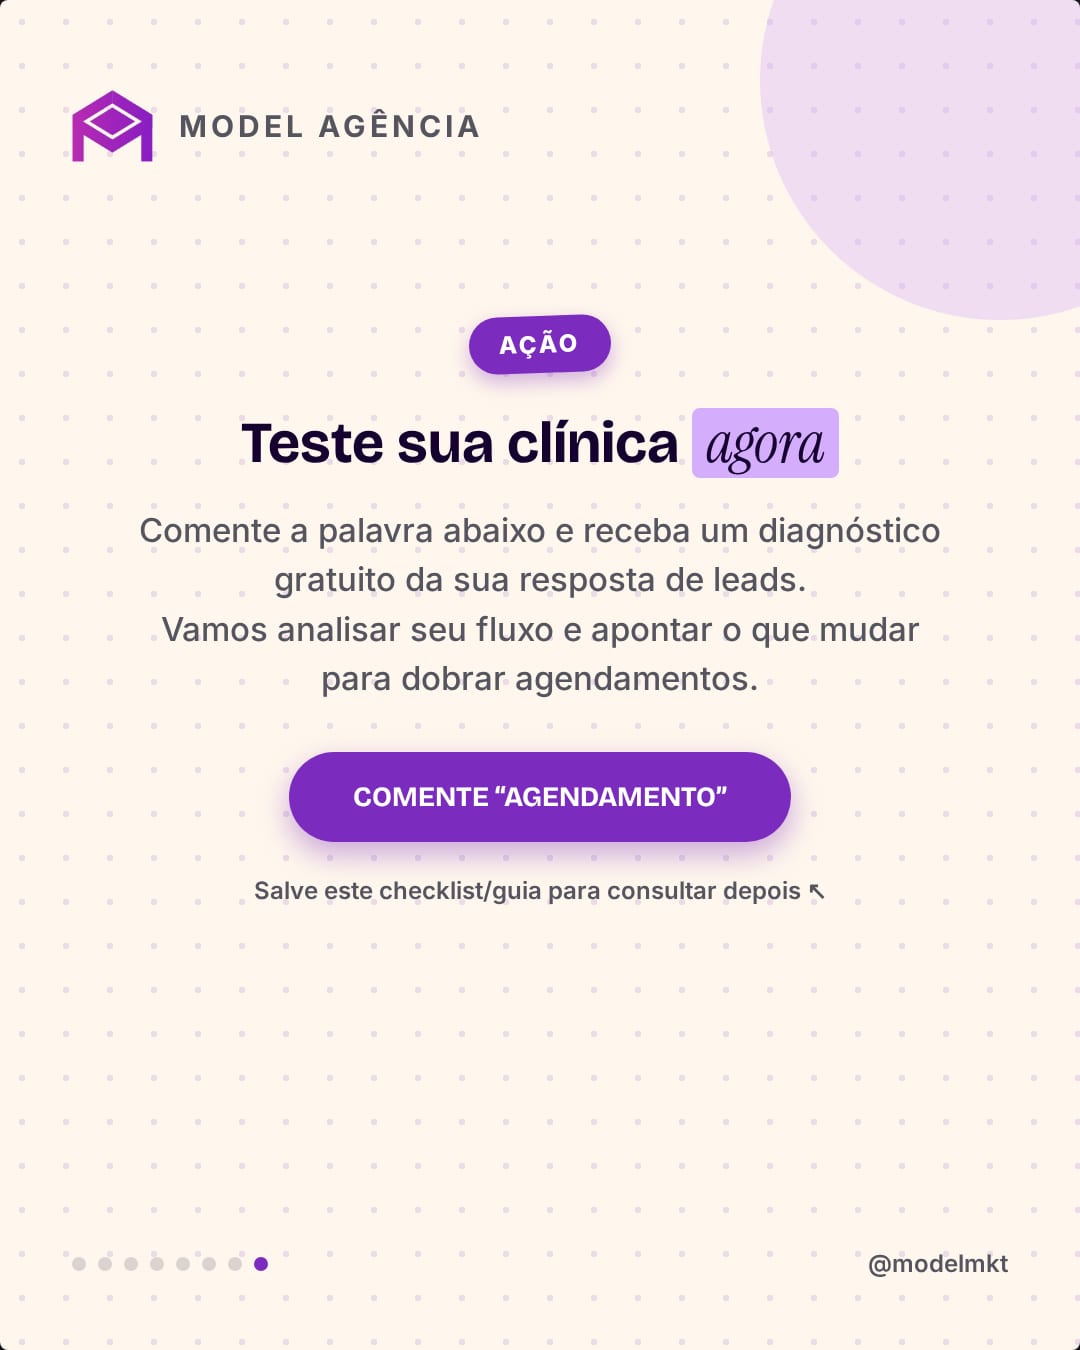 MODEL AGÊNCIA
AÇÃO
Teste sua clínica agora
Comente a palavra abaixo e receba um diagnóstico
gratuito da sua resposta de leads.
Vamos analisar seu fluxo e apontar o que mudar
para dobrar agendamentos.
COMENTE “AGENDAMENTO”
Salve este checklist/guia para consultar depois ↖
@modelmkt